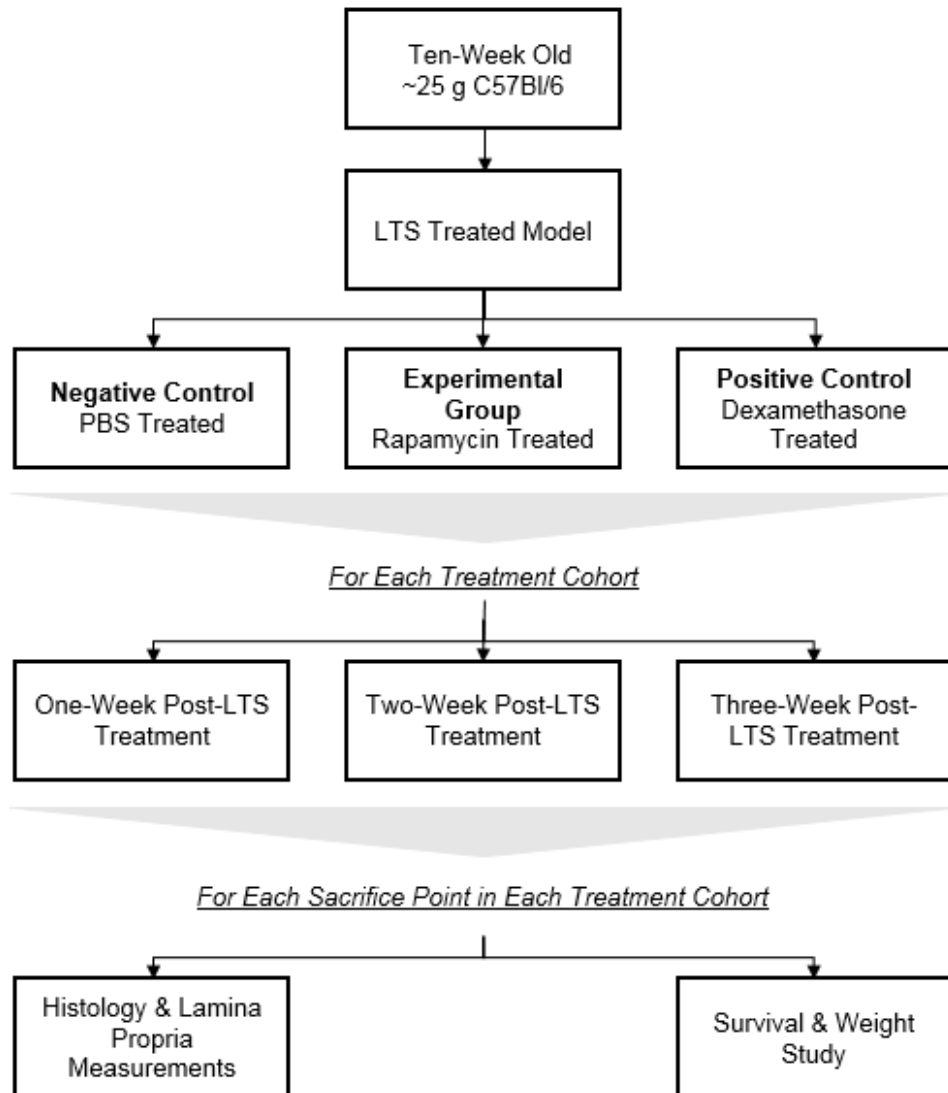 Ten-Week Old
~25 g C57Bl/6
LTS Treated Model
Negative Control
PBS Treated
Experimental
Group
Rapamycin Treated
Positive Control
Dexamethasone
Treated
For Each Treatment Cohort
One-Week Post-LTS
Treatment
Two-Week Post-LTS
Treatment
Three-Week Post-
LTS Treatment
For Each Sacrifice Point in Each Treatment Cohort
Histology & Lamina
Propria
Measurements
Survival & Weight
Study